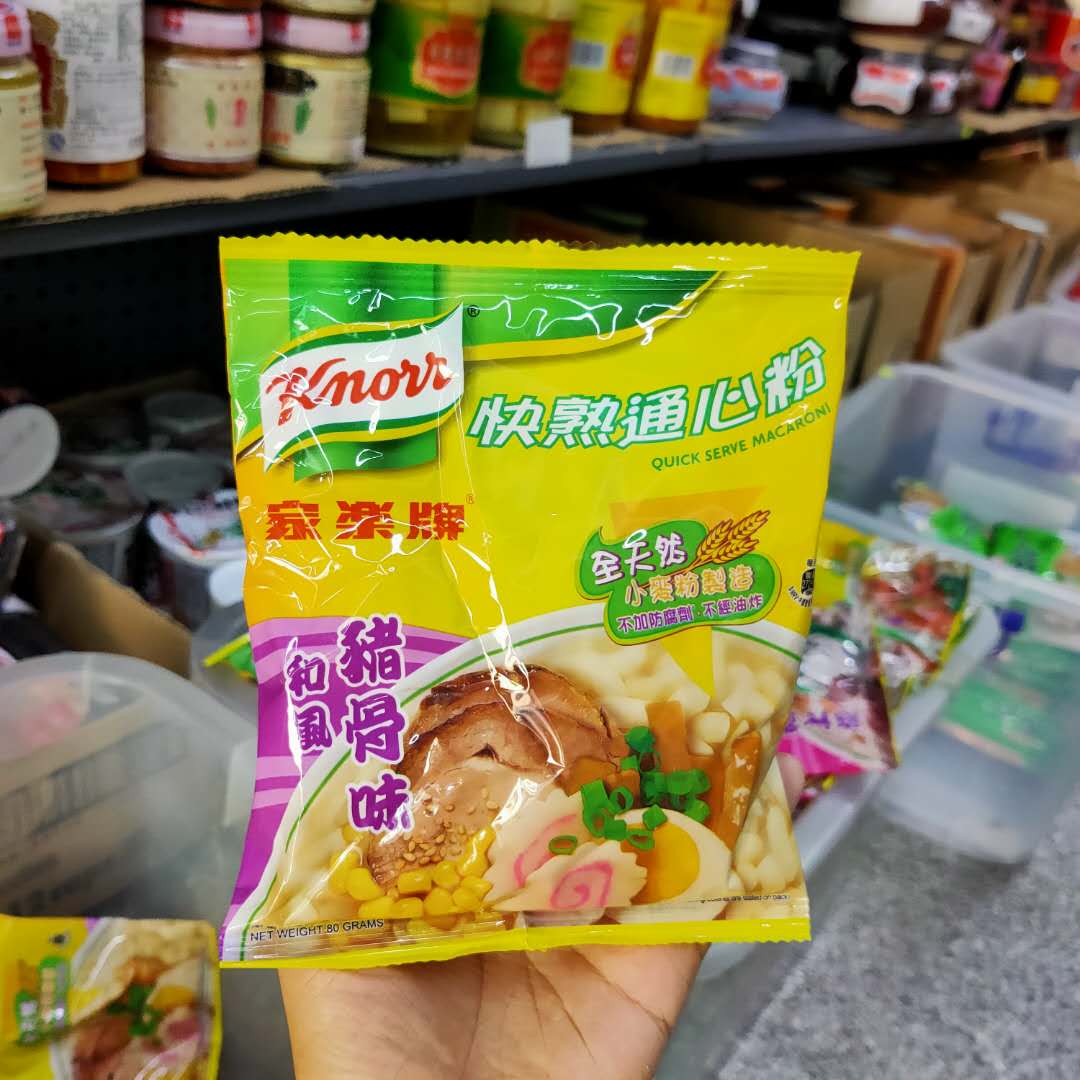 Knorr®
快熟通心粉
QUICK SERVE MACARONI
家樂牌®
全天然
小麥粉製造
不加防腐劑·不經油炸
和風
豬骨味
NET WEIGHT 80 GRAMS